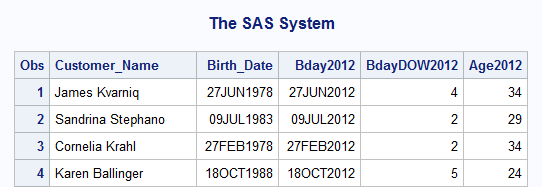 The SAS System
Obs Customer_Name Birth_Date Bday2012 BdayDOW2012 Age2012
1 James Kvarniq 27JUN1978 27JUN2012 4 34
2 Sandrina Stephano 09JUL1983 09JUL2012 2 29
3 Cornelia Krahl 27FEB1978 27FEB2012 2 34
4 Karen Ballinger 18OCT1988 18OCT2012 5 24